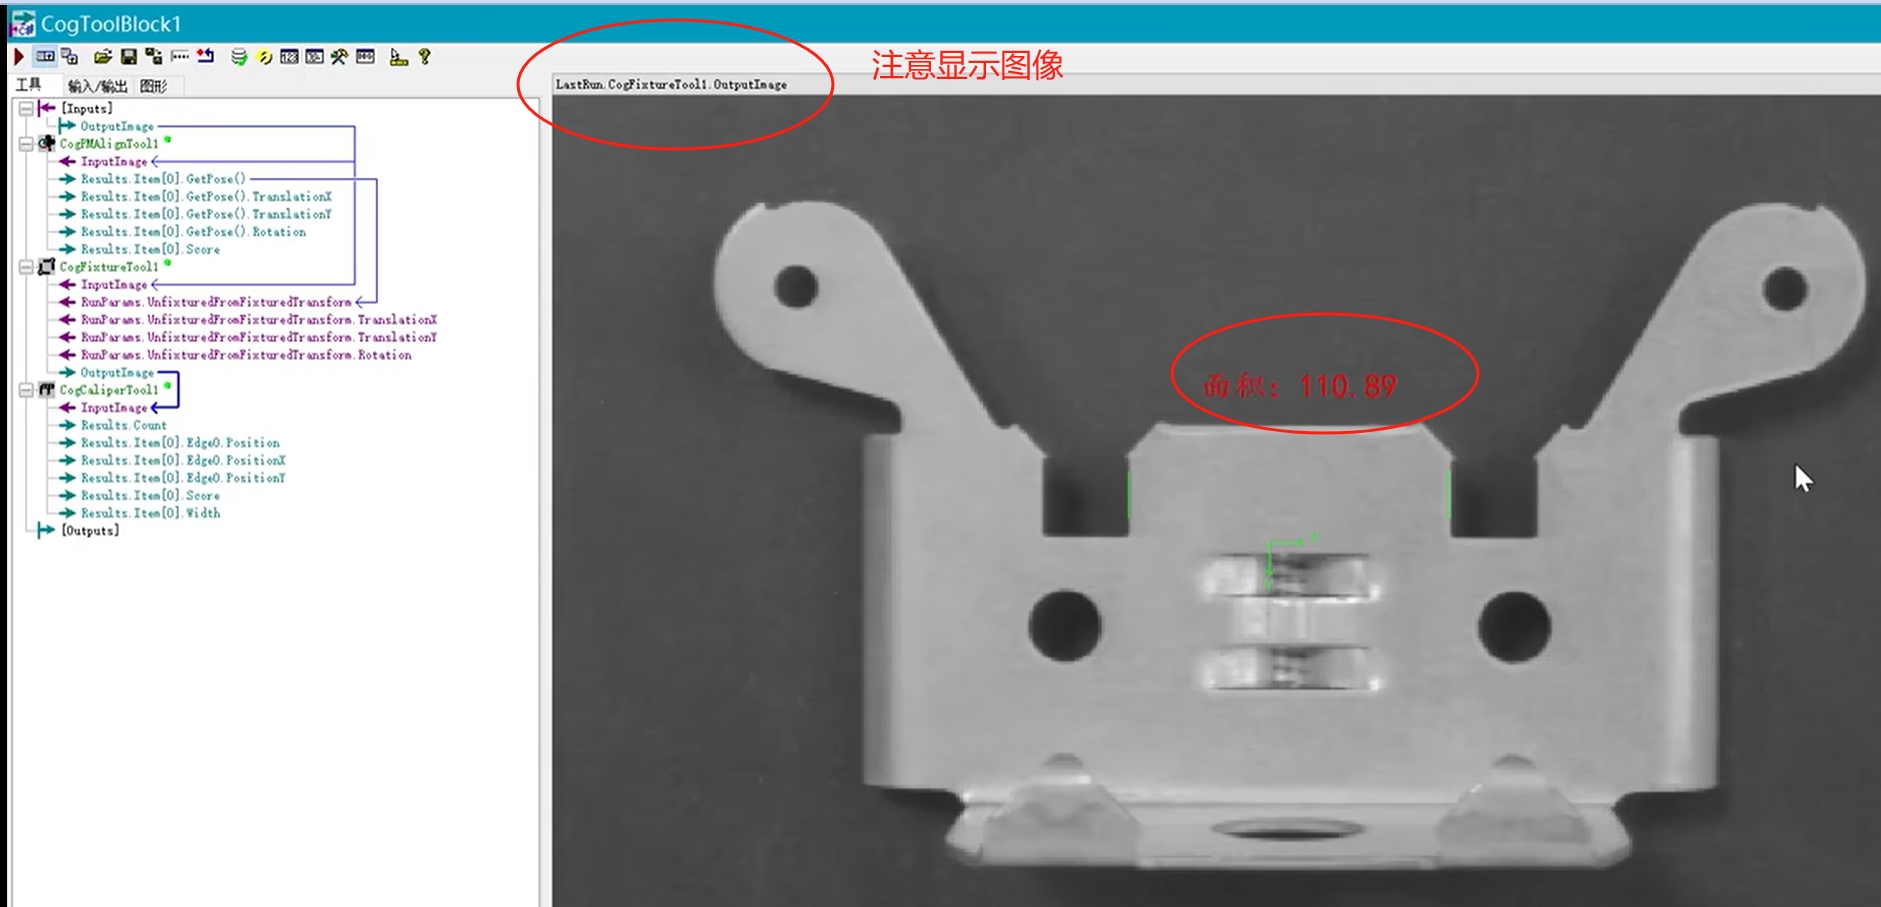 CogToolBlock1
注意显示图像
工具 输入/输出 图形
LastRun.CogFixtureTool1.OutputImage
[Inputs]
OutputImage
CogPMAlignTool1
InputImage
Results.Item[0].GetPose()
Results.Item[0].GetPose().TranslationX
Results.Item[0].GetPose().TranslationY
Results.Item[0].GetPose().Rotation
Results.Item[0].Score
CogFixtureTool1
InputImage
RunParams.UnfixturedFromFixturedTransform
RunParams.UnfixturedFromFixturedTransform.TranslationX
RunParams.UnfixturedFromFixturedTransform.TranslationY
RunParams.UnfixturedFromFixturedTransform.Rotation
OutputImage
CogCaliperTool1
InputImage
Results.Count
Results.Item[0].Edge0.Position
Results.Item[0].Edge0.PositionX
Results.Item[0].Edge0.PositionY
Results.Item[0].Score
Results.Item[0].Width
[Outputs]
面积：110.89